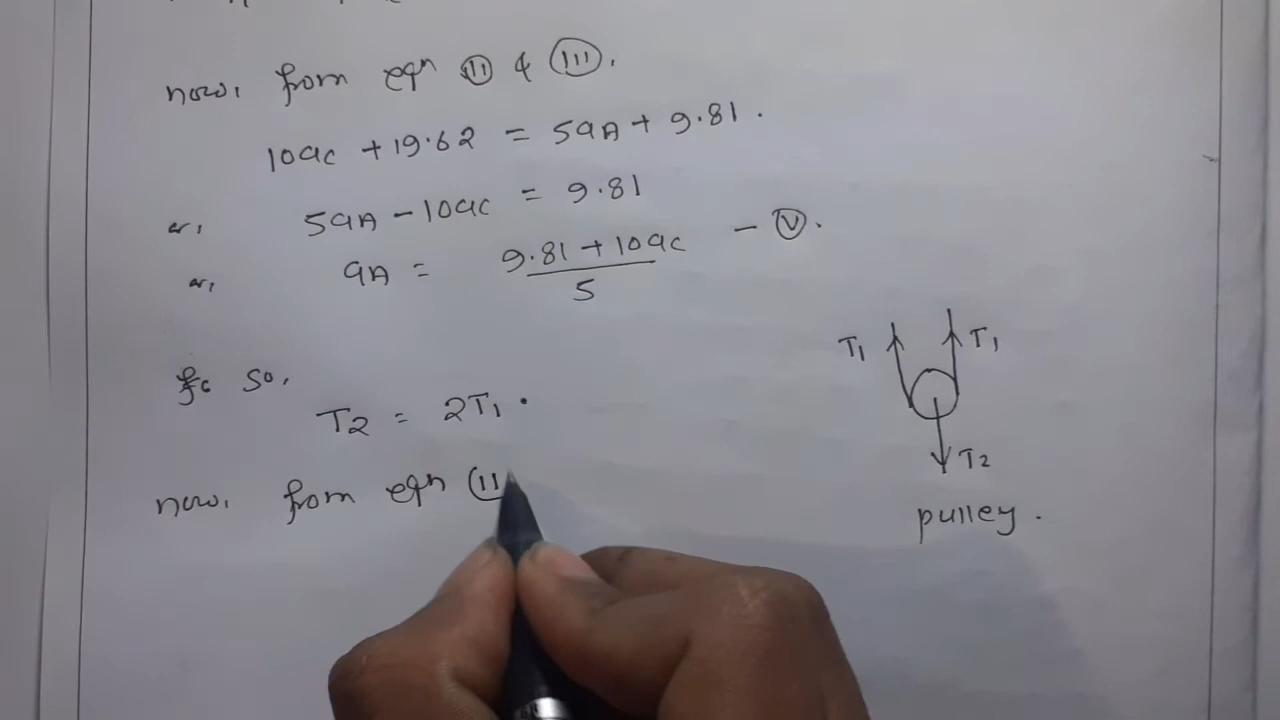 now, from eqn (II) & (III).
10ac + 19.62 = 5aA + 9.81.
or, 5aA - 10ac = 9.81
or, aA = 9.81 + 10ac / 5 - (V).
T1 T1
so,
T2 = 2T1.
T2
now, from eqn (II
pulley.